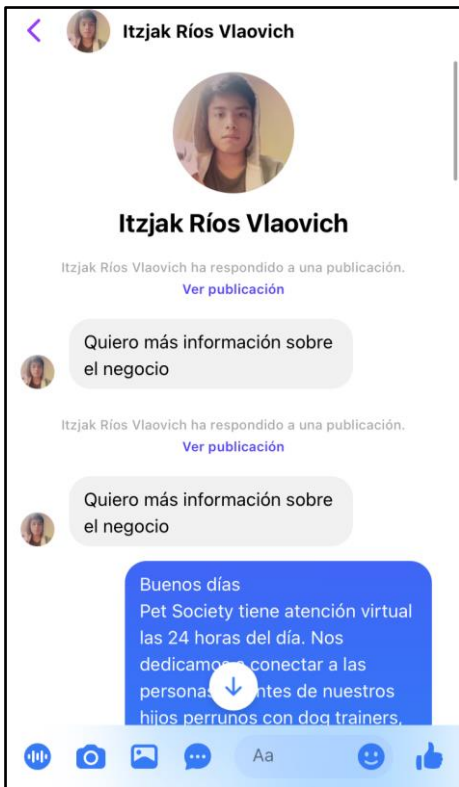 Itzjak Ríos Vlaovich
Itzjak Ríos Vlaovich
Itzjak Ríos Vlaovich ha respondido a una publicación.
Ver publicación
Quiero más información sobre
el negocio
Itzjak Ríos Vlaovich ha respondido a una publicación.
Ver publicación
Quiero más información sobre
el negocio
Buenos días
Pet Society tiene atención virtual
las 24 horas del día. Nos
dedicamos a conectar a las
personas de nuestros
hijos perrunos con dog trainers,
Aa